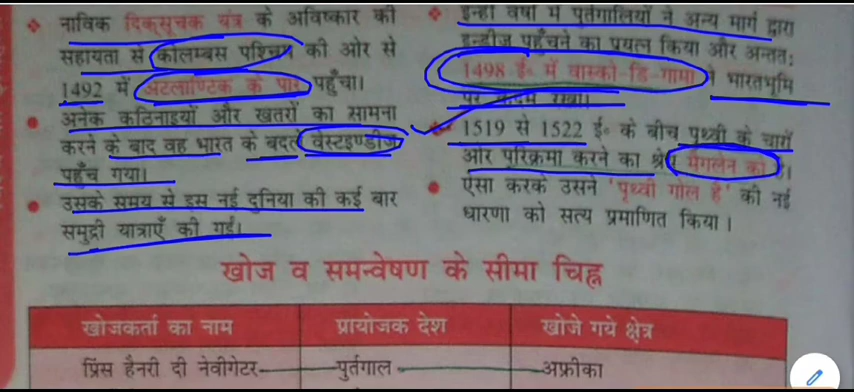 नाविक दिक्सूचक यंत्र के अविष्कार की
सहायता से कोलम्बस पश्चिम की ओर से
1492 में अटलाण्टिक के पार पहुँचा।
अनेक कठिनाइयों और खतरों का सामना
करने के बाद वह भारत के बदले वेस्टइण्डीज
पहुँच गया।
उसके समय से इस नई दुनिया की कई बार
समुद्री यात्राएँ की गईं।
इन्हीं वर्षों में पुर्तगालियों ने अन्य मार्ग द्वारा
इन्डीज पहुँचने का प्रयत्न किया और अन्ततः
1498 ई॰ में वास्को-डि-गामा ने भारतभूमि
पर कदम रखा।
1519 से 1522 ई॰ के बीच पृथ्वी के चारों
ओर परिक्रमा करने का श्रेय मैगलेन को है।
ऐसा करके उसने 'पृथ्वी गोल है' की नई
धारणा को सत्य प्रमाणित किया।
खोज व समन्वेषण के सीमा चिह्न
खोजकर्ता का नाम प्रायोजक देश खोजे गये क्षेत्र
प्रिंस हैनरी दी नेवीगेटर पुर्तगाल अफ्रीका